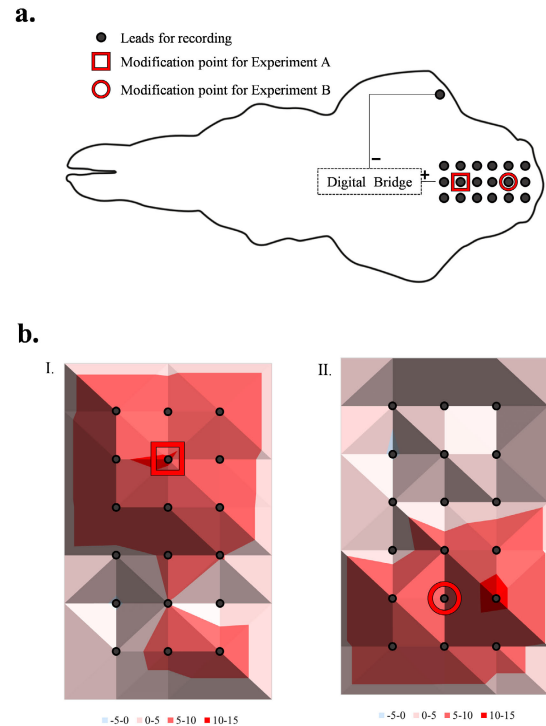 a.
Leads for recording
Modification point for Experiment A
Modification point for Experiment B
−
+
Digital Bridge
b.
I.
II.
-5-0 0-5 5-10 10-15
-5-0 0-5 5-10 10-15